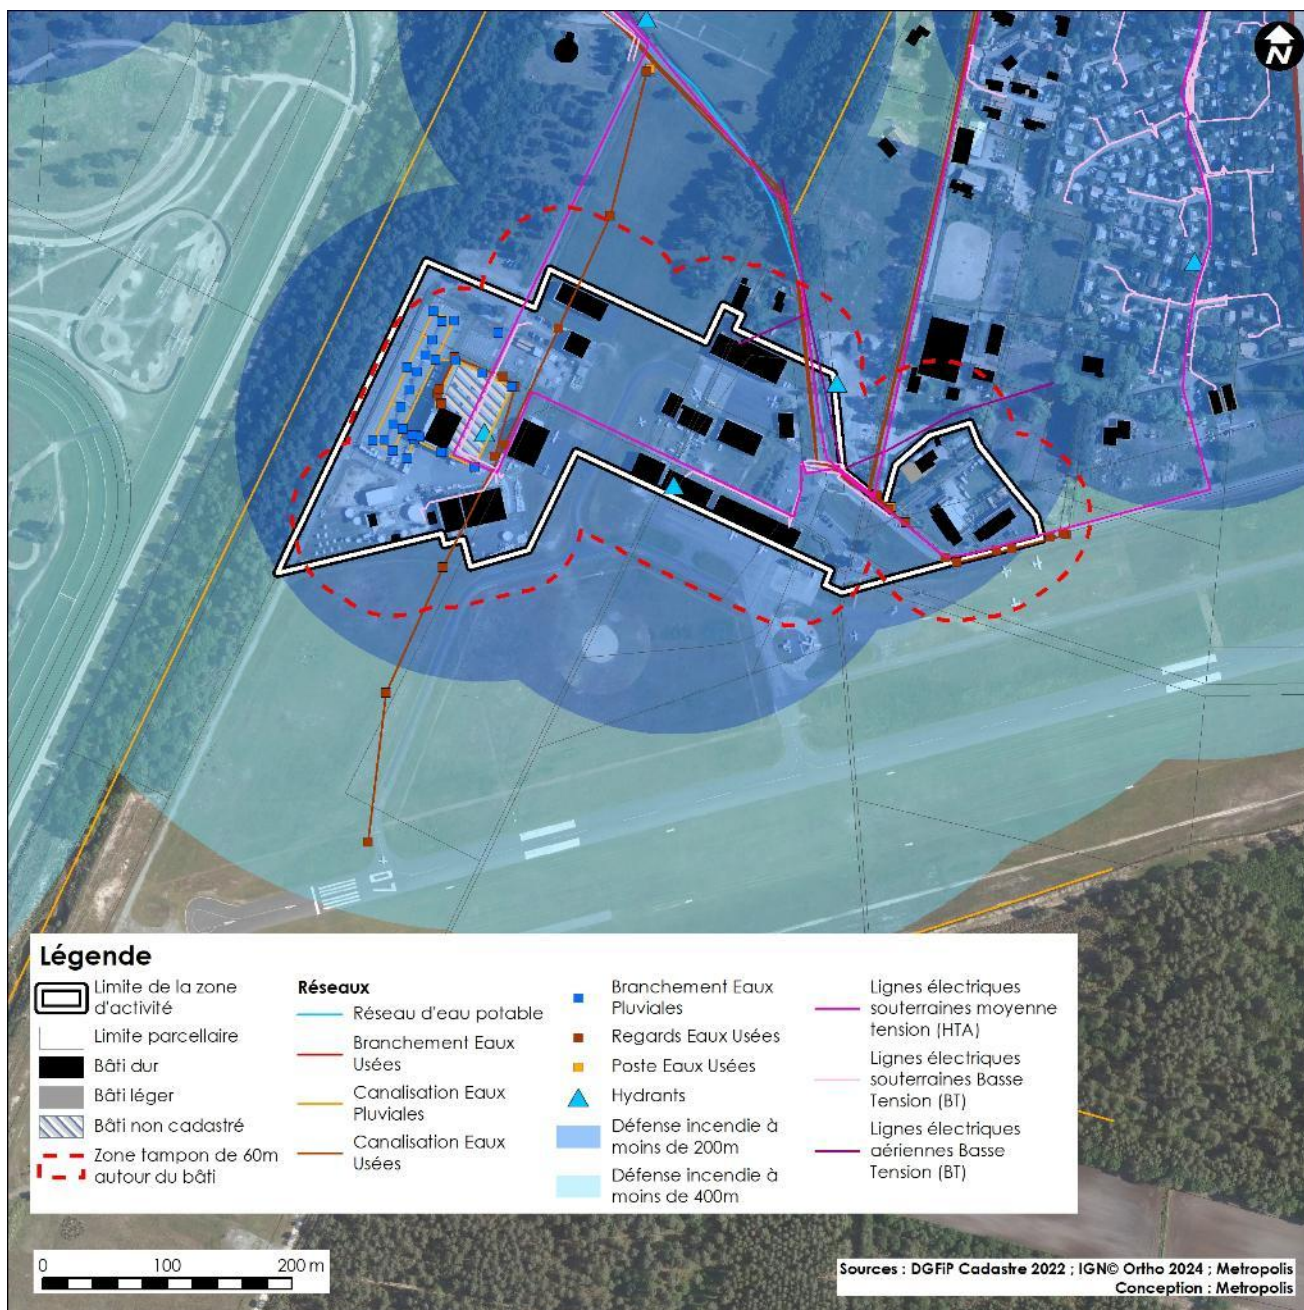 N
07
Légende
Limite de la zone
d'activité
Limite parcellaire
Bâti dur
Bâti léger
Bâti non cadastré
Zone tampon de 60m
autour du bâti
Réseaux
Réseau d'eau potable
Branchement Eaux
Usées
Canalisation Eaux
Pluviales
Canalisation Eaux
Usées
Branchement Eaux
Pluviales
Regards Eaux Usées
Poste Eaux Usées
Hydrants
Défense incendie à
moins de 200m
Défense incendie à
moins de 400m
Lignes électriques
souterraines moyenne
tension (HTA)
Lignes électriques
souterraines Basse
Tension (BT)
Lignes électriques
aériennes Basse
Tension (BT)
0 100 200 m
Sources : DGFiP Cadastre 2022 ; IGN© Ortho 2024 ; Metropolis
Conception : Metropolis